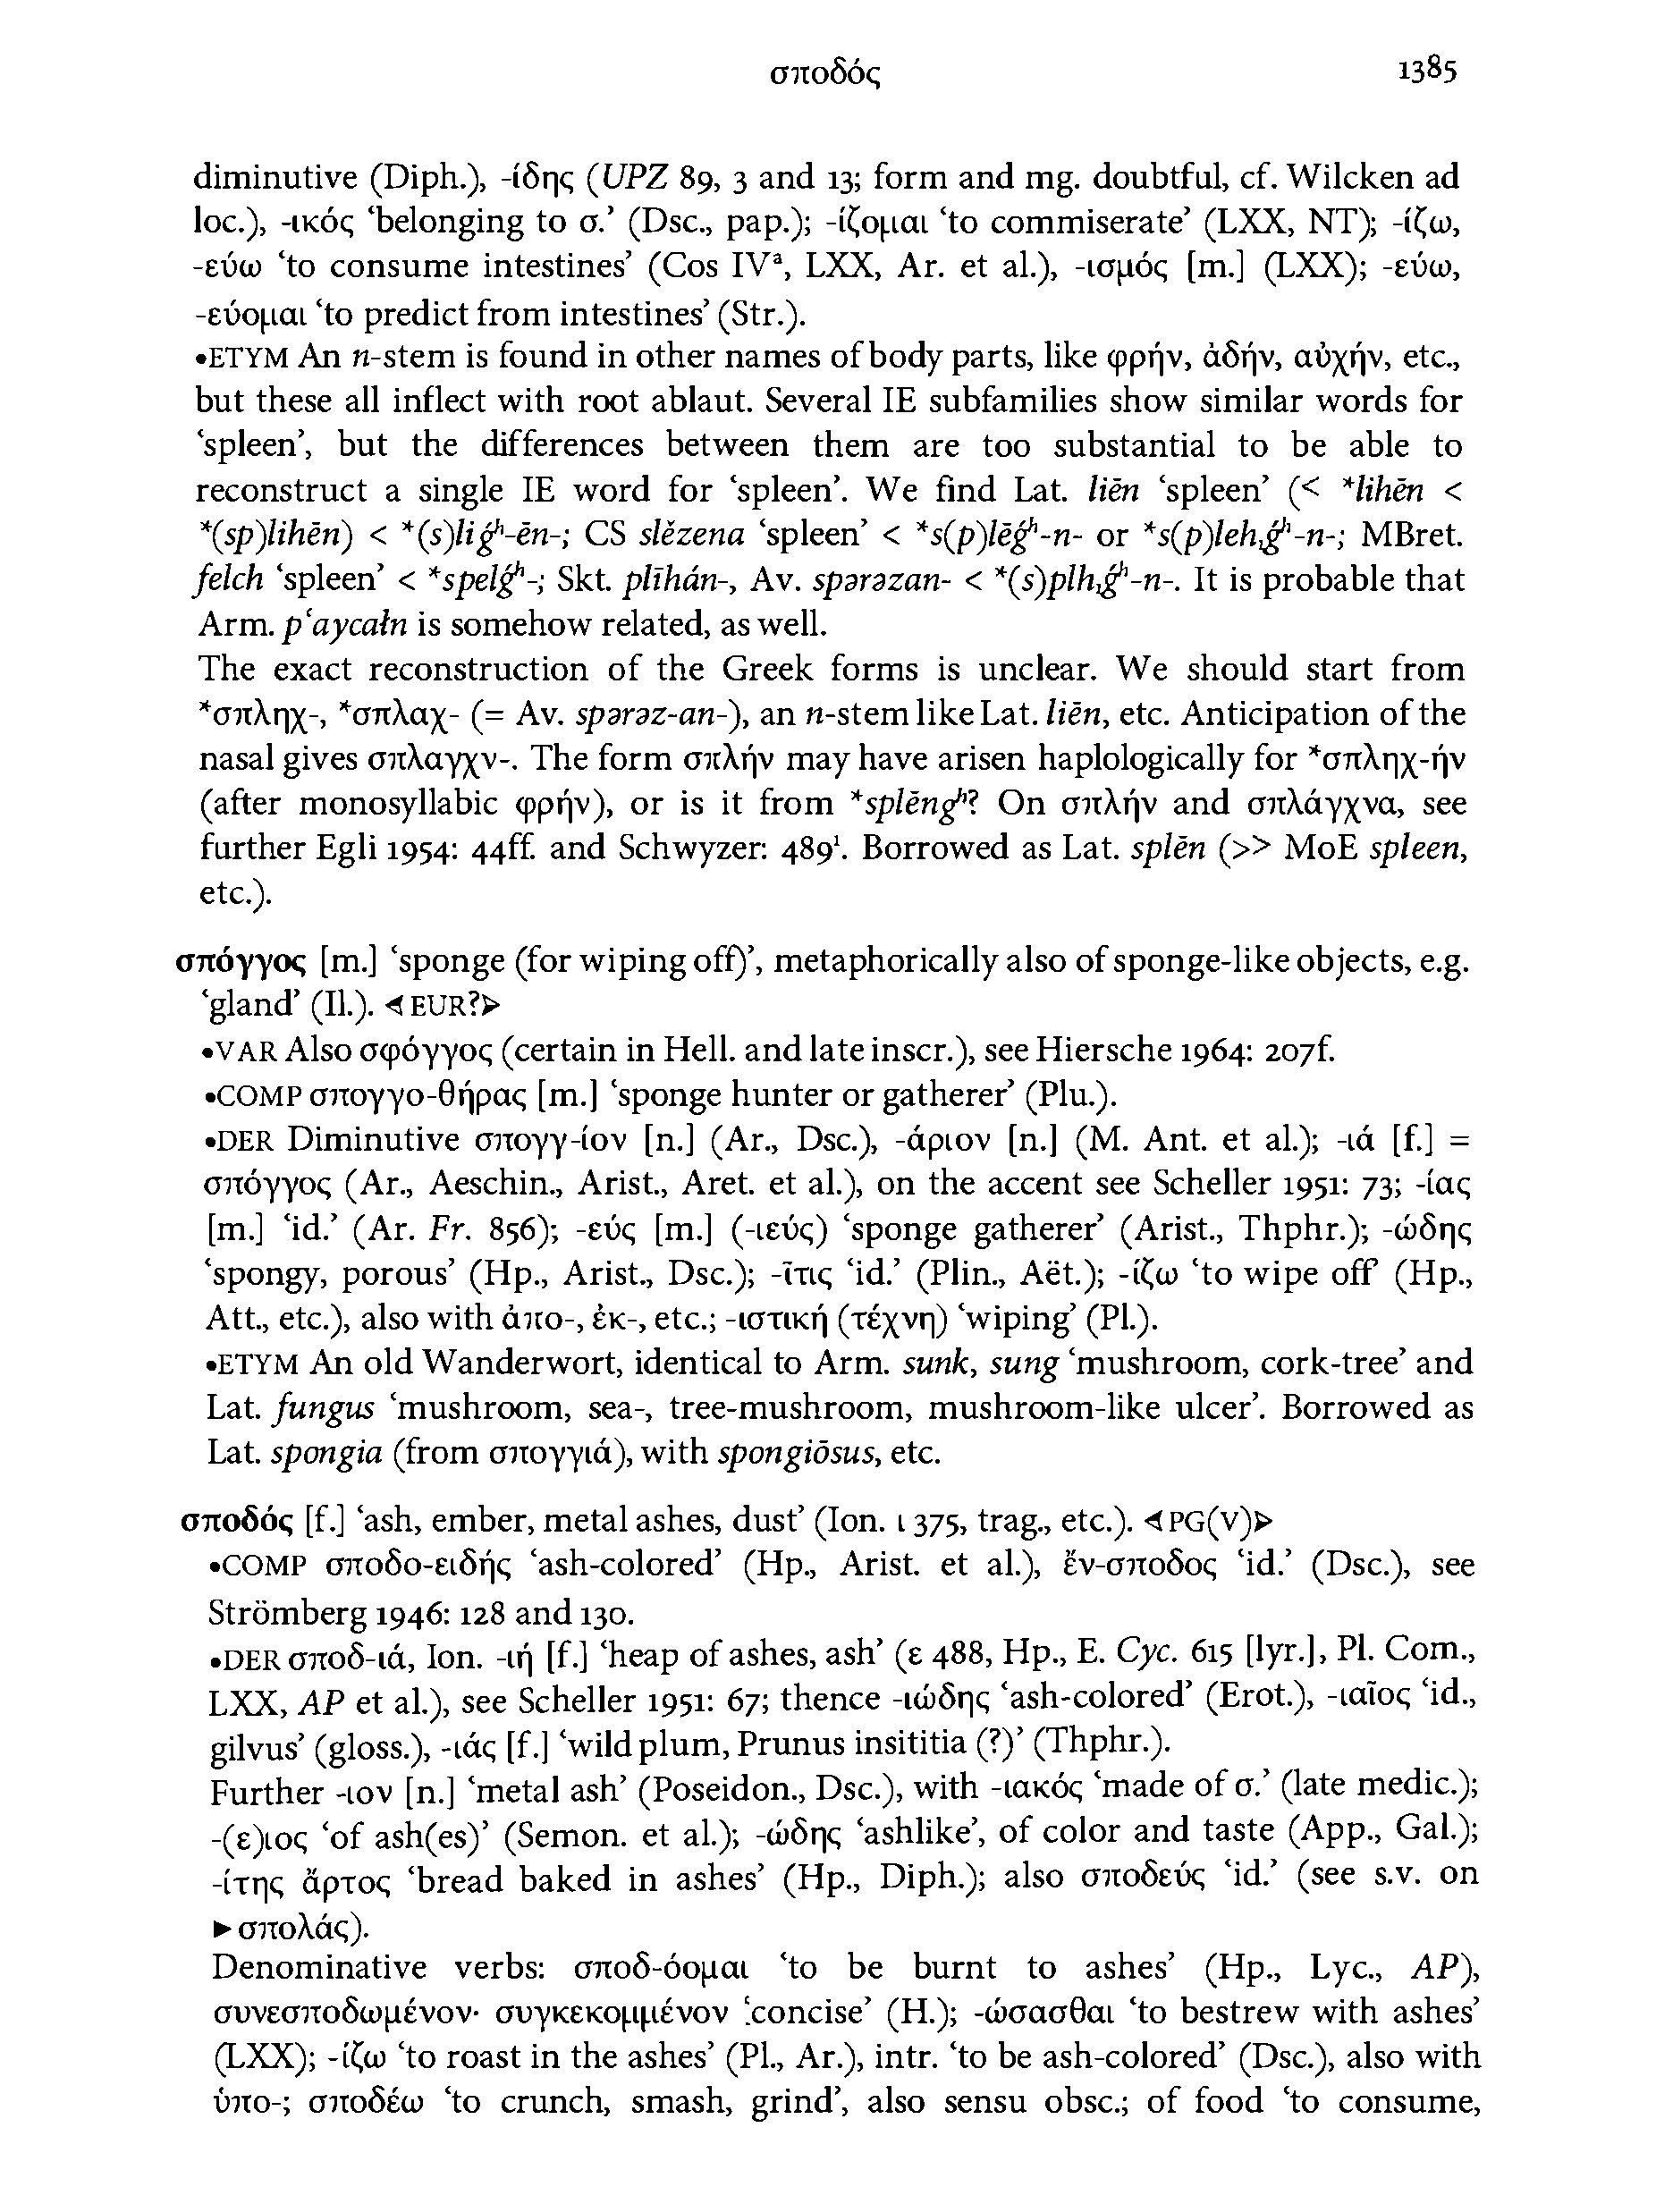 σποδός 1385
diminutive (Diph.), -ίδης (UPZ 89, 3 and 13; form and mg. doubtful, cf. Wilcken ad
loc.), -ικός ‘belonging to σ.’ (Dsc., pap.); -ίζομαι ‘to commiserate’ (LXX, NT); -ίζω,
-εύω ‘to consume intestines’ (Cos IVᵃ, LXX, Ar. et al.), -ισμός [m.] (LXX); -εύω,
-εύομαι ‘to predict from intestines’ (Str.).
•ETYM An n-stem is found in other names of body parts, like φρήν, ἀδήν, αὐχήν, etc.,
but these all inflect with root ablaut. Several IE subfamilies show similar words for
‘spleen’, but the differences between them are too substantial to be able to
reconstruct a single IE word for ‘spleen’. We find Lat. liēn ‘spleen’ (< *lihēn <
*(sp)lihēn) < *(s)liǵʰ-ēn-; CS slězena ‘spleen’ < *s(p)lēǵʰ-n- or *s(p)leh₁ǵʰ-n-; MBret.
felch ‘spleen’ < *spelǵʰ-; Skt. plīhán-, Av. spərəzan- < *(s)plh₁ǵʰ-n-. It is probable that
Arm. pʻaycałn is somehow related, as well.
The exact reconstruction of the Greek forms is unclear. We should start from
*σπληχ-, *σπλαχ- (= Av. spərəz-an-), an n-stem like Lat. liēn, etc. Anticipation of the
nasal gives σπλαγχν-. The form σπλήν may have arisen haplologically for *σπληχ-ήν
(after monosyllabic φρήν), or is it from *splēngʰ? On σπλήν and σπλάγχνα, see
further Egli 1954: 44ff. and Schwyzer: 489¹. Borrowed as Lat. splēn (>> MoE spleen,
etc.).
σπόγγος [m.] ‘sponge (for wiping off)’, metaphorically also of sponge-like objects, e.g.
‘gland’ (Il.). ⊲EUR?⊳
•VAR Also σφόγγος (certain in Hell. and late inscr.), see Hiersche 1964: 207f.
•COMP σπογγο-θήρας [m.] ‘sponge hunter or gatherer’ (Plu.).
•DER Diminutive σπογγ-ίον [n.] (Ar., Dsc.), -άριον [n.] (M. Ant. et al.); -ιά [f.] =
σπόγγος (Ar., Aeschin., Arist., Aret. et al.), on the accent see Scheller 1951: 73; -ίας
[m.] ‘id.’ (Ar. Fr. 856); -εύς [m.] (-ιεύς) ‘sponge gatherer’ (Arist., Thphr.); -ώδης
‘spongy, porous’ (Hp., Arist., Dsc.); -ῖτις ‘id.’ (Plin., Aët.); -ίζω ‘to wipe off’ (Hp.,
Att., etc.), also with ἀπο-, ἐκ-, etc.; -ιστική (τέχνη) ‘wiping’ (Pl.).
•ETYM An old Wanderwort, identical to Arm. sunk, sung ‘mushroom, cork-tree’ and
Lat. fungus ‘mushroom, sea-, tree-mushroom, mushroom-like ulcer’. Borrowed as
Lat. spongia (from σπογγιά), with spongiōsus, etc.
σποδός [f.] ‘ash, ember, metal ashes, dust’ (Ion. ι 375, trag., etc.). ⊲PG(V)⊳
•COMP σποδο-ειδής ‘ash-colored’ (Hp., Arist. et al.), ἔν-σποδος ‘id.’ (Dsc.), see
Strömberg 1946: 128 and 130.
•DER σποδ-ιά, Ion. -ιή [f.] ‘heap of ashes, ash’ (ε 488, Hp., E. Cyc. 615 [lyr.], Pl. Com.,
LXX, AP et al.), see Scheller 1951: 67; thence -ιώδης ‘ash-colored’ (Erot.), -ιαῖος ‘id.,
gilvus’ (gloss.), -ιάς [f.] ‘wild plum, Prunus insititia (?)’ (Thphr.).
Further -ιον [n.] ‘metal ash’ (Poseidon., Dsc.), with -ιακός ‘made of σ.’ (late medic.);
-(ε)ιος ‘of ash(es)’ (Semon. et al.); -ώδης ‘ashlike’, of color and taste (App., Gal.);
-ίτης ἄρτος ‘bread baked in ashes’ (Hp., Diph.); also σποδεύς ‘id.’ (see s.v. on
►σπολάς).
Denominative verbs: σποδ-όομαι ‘to be burnt to ashes’ (Hp., Lyc., AP),
συνεσποδωμένον· συγκεκομμένον ‘concise’ (H.); -ώσασθαι ‘to bestrew with ashes’
(LXX); -ίζω ‘to roast in the ashes’ (Pl., Ar.), intr. ‘to be ash-colored’ (Dsc.), also with
ὑπο-; σποδέω ‘to crunch, smash, grind’, also sensu obsc.; of food ‘to consume,